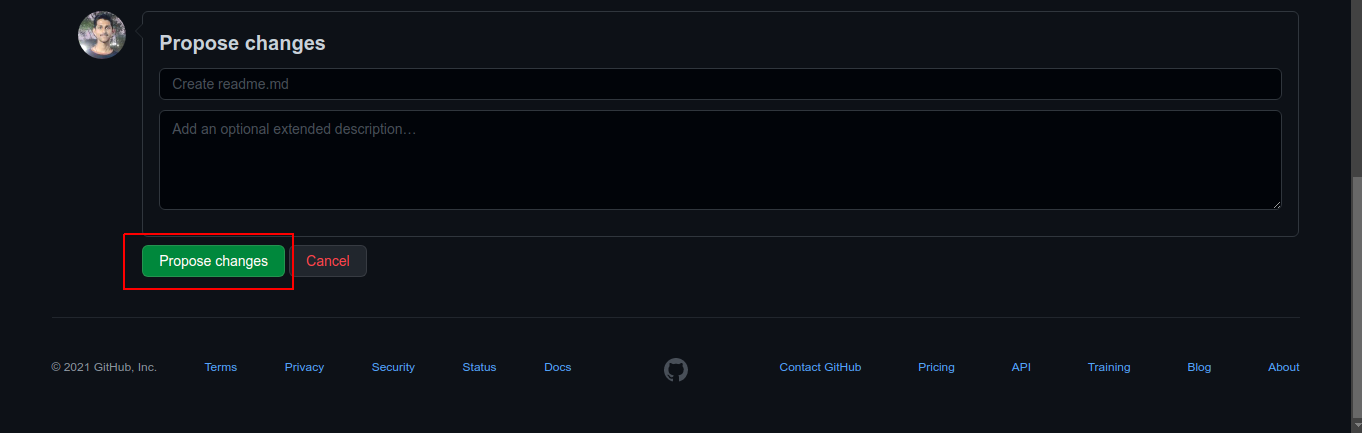 Propose changes
Create readme.md
Add an optional extended description…
Propose changes Cancel
© 2021 GitHub, Inc. Terms Privacy Security Status Docs Contact GitHub Pricing API Training Blog About